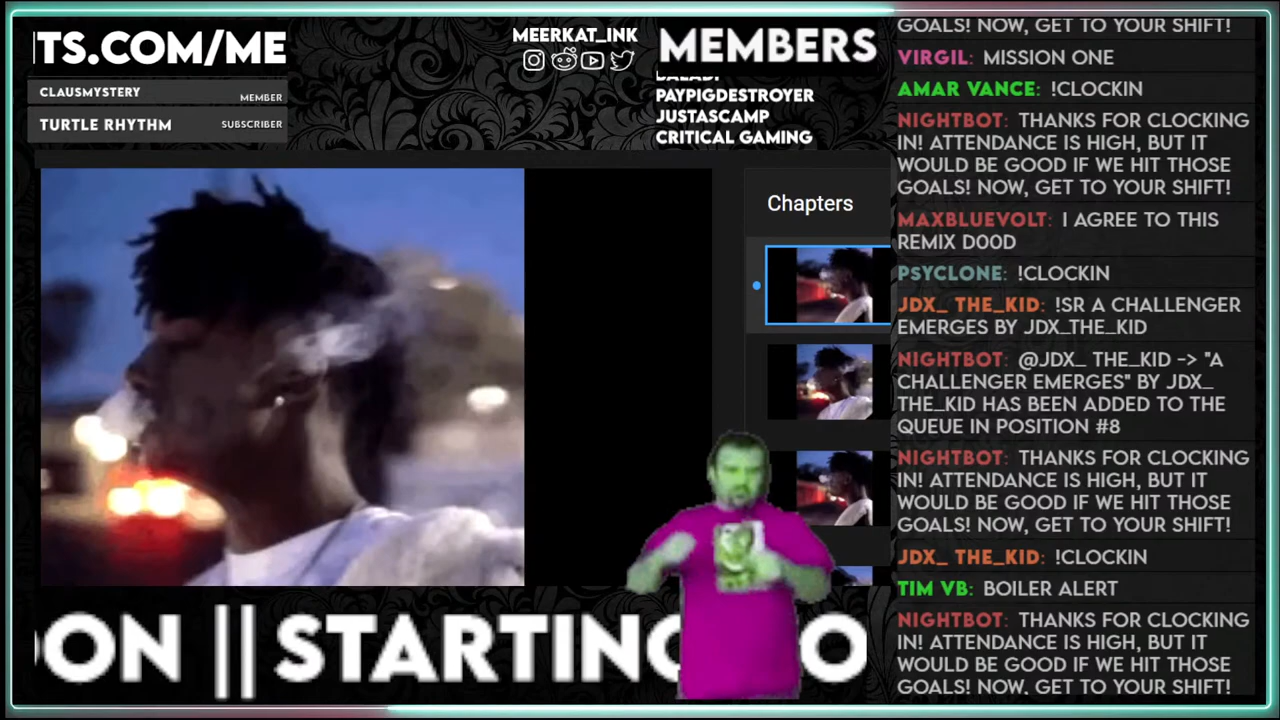 TS.COM/ME
CLAUSMYSTERY MEMBER
TURTLE RHYTHM SUBSCRIBER
MEERKAT_INK
MEMBERS
PAYPIGDESTROYER
JUSTASCAMP
CRITICAL GAMING
Chapters
OON || STARTING
GOALS! NOW, GET TO YOUR SHIFT!
VIRGIL: MISSION ONE
AMAR VANCE: !CLOCKIN
NIGHTBOT: THANKS FOR CLOCKING
IN! ATTENDANCE IS HIGH, BUT IT
WOULD BE GOOD IF WE HIT THOSE
GOALS! NOW, GET TO YOUR SHIFT!
MAXBLUEVOLT: I AGREE TO THIS
REMIX D00D
PSYCLONE: !CLOCKIN
JDX_ THE_KID: !SR A CHALLENGER
EMERGES BY JDX_THE_KID
NIGHTBOT: @JDX_ THE_KID -> "A
CHALLENGER EMERGES" BY JDX_
THE_KID HAS BEEN ADDED TO THE
QUEUE IN POSITION #8
NIGHTBOT: THANKS FOR CLOCKING
IN! ATTENDANCE IS HIGH, BUT IT
WOULD BE GOOD IF WE HIT THOSE
GOALS! NOW, GET TO YOUR SHIFT!
JDX_ THE_KID: !CLOCKIN
TIM VB: BOILER ALERT
NIGHTBOT: THANKS FOR CLOCKING
IN! ATTENDANCE IS HIGH, BUT IT
WOULD BE GOOD IF WE HIT THOSE
GOALS! NOW, GET TO YOUR SHIFT!